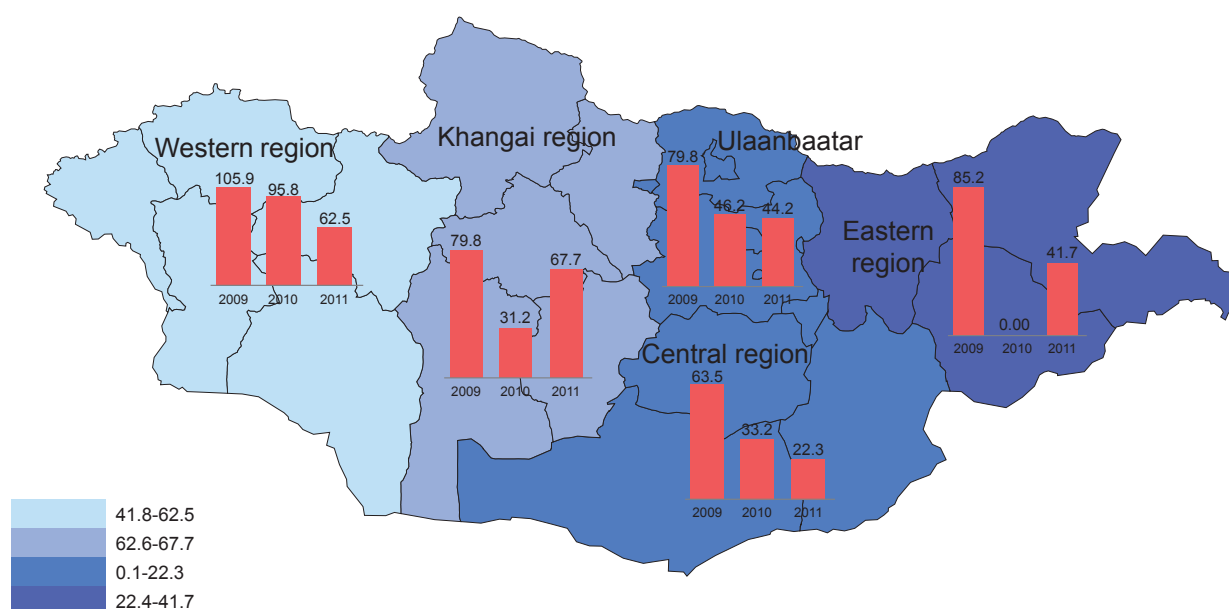 Western region
105.9
95.8
62.5
2009 2010 2011
Khangai region
79.8
31.2
67.7
2009 2010 2011
Ulaanbaatar
79.8
46.2
44.2
2009 2010 2011
Eastern
region
85.2
0.00
41.7
2009 2010 2011
Central region
63.5
33.2
22.3
2009 2010 2011
41.8-62.5
62.6-67.7
0.1-22.3
22.4-41.7